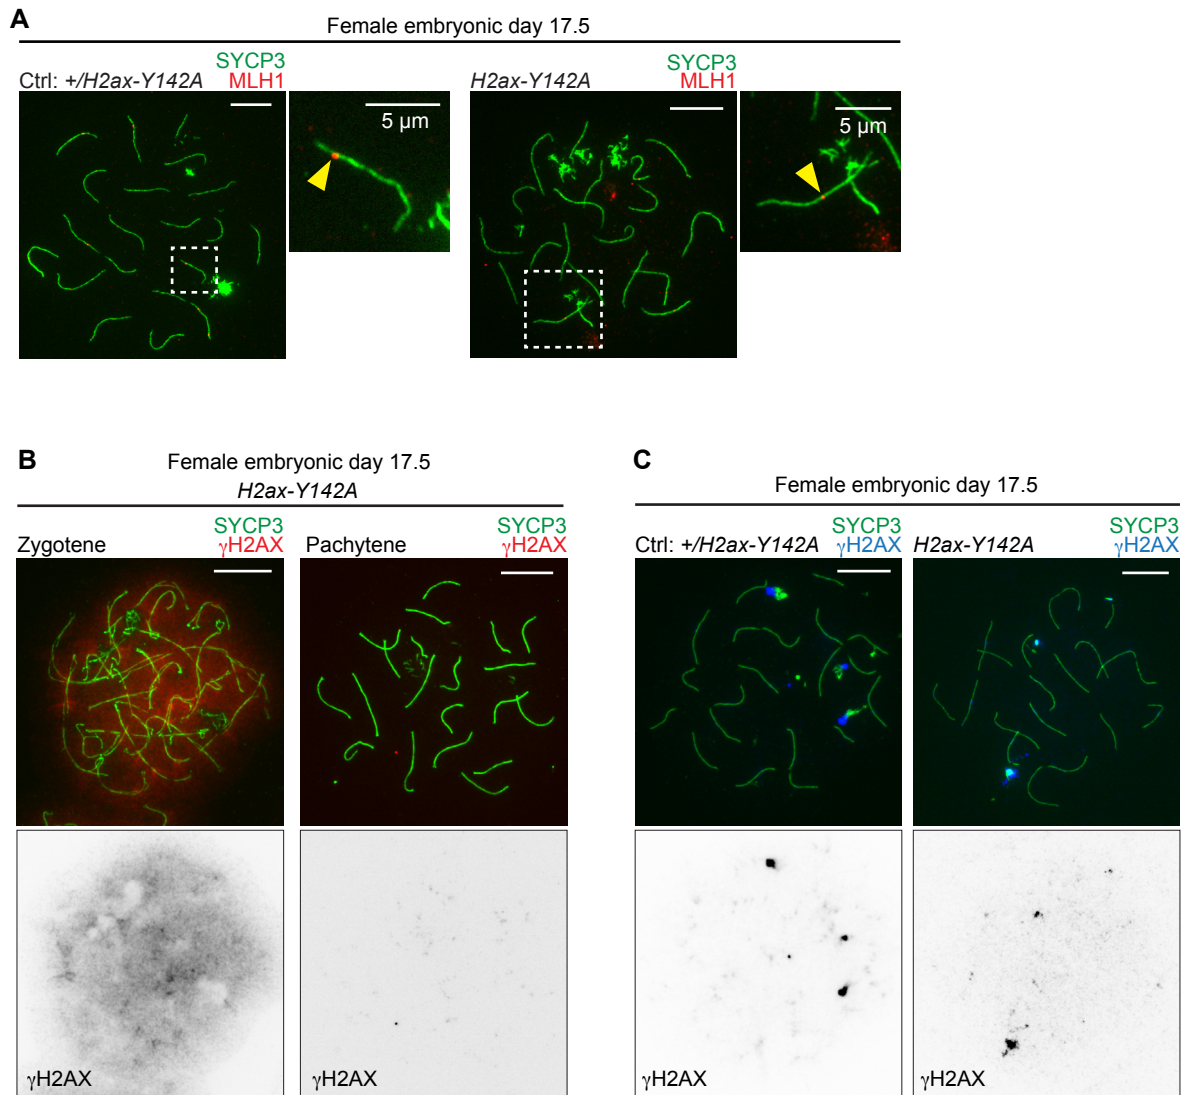 A
Female embryonic day 17.5
Ctrl: +/H2ax-Y142A
SYCP3
MLH1
5 µm
H2ax-Y142A
SYCP3
MLH1
5 µm
B
Female embryonic day 17.5
H2ax-Y142A
Zygotene
SYCP3
γH2AX
Pachytene
SYCP3
γH2AX
γH2AX
γH2AX
C
Female embryonic day 17.5
Ctrl: +/H2ax-Y142A
SYCP3
γH2AX
H2ax-Y142A
SYCP3
γH2AX
γH2AX
γH2AX